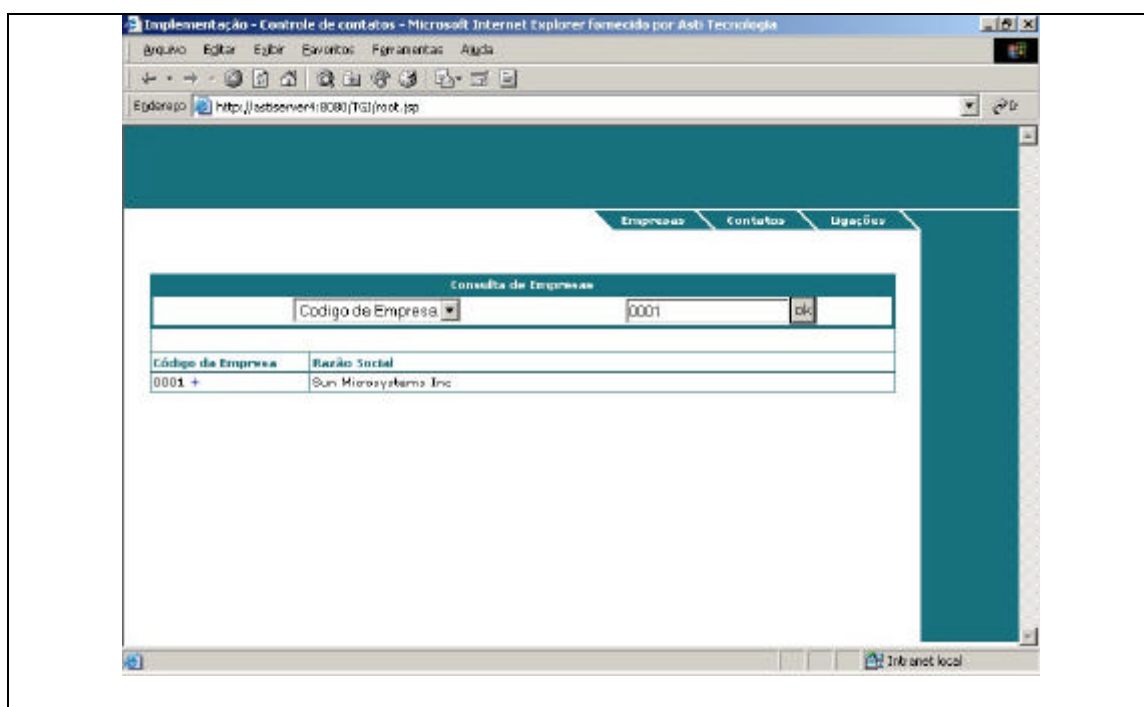 Implementação - Controle de contatos - Microsoft Internet Explorer fornecido por Asti Tecnologia
Arquivo Editar Exibir Favoritos Ferramentas Ajuda
Endereço http://astiserver4:8080/TGI/root.jsp Ir
Empresas Contatos Ligações
Consulta de Empresas
Codigo da Empresa 0001 ok
Código da Empresa Razão Social
0001 + Sun Microsystems Inc
Intranet local